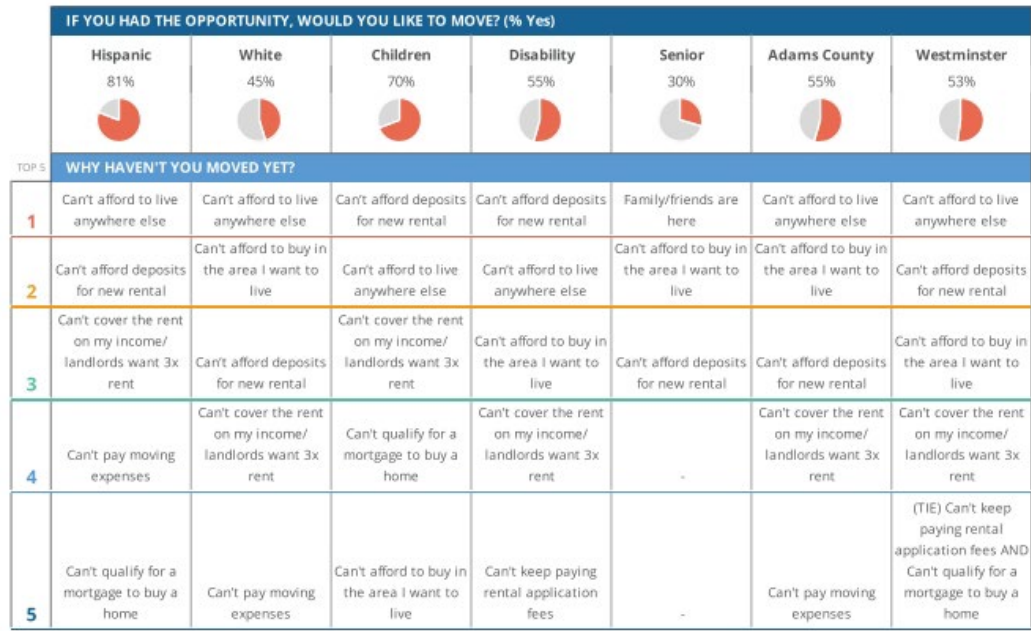 IF YOU HAD THE OPPORTUNITY, WOULD YOU LIKE TO MOVE? (% Yes)
Hispanic White Children Disability Senior Adams County Westminster
81% 45% 70% 55% 30% 55% 53%
TOP 5 WHY HAVEN'T YOU MOVED YET?
1
Can't afford to live
anywhere else
Can't afford to live
anywhere else
Can't afford deposits
for new rental
Can't afford deposits
for new rental
Family/friends are
here
Can't afford to live
anywhere else
Can't afford to live
anywhere else
2
Can't afford deposits
for new rental
Can't afford to buy in
the area I want to
live
Can't afford to live
anywhere else
Can't afford to live
anywhere else
Can't afford to buy in
the area I want to
live
Can't afford to buy in
the area I want to
live
Can't afford deposits
for new rental
3
Can't cover the rent
on my income/
landlords want 3x
rent
Can't afford deposits
for new rental
Can't cover the rent
on my income/
landlords want 3x
rent
Can't afford to buy in
the area I want to
live
Can't afford deposits
for new rental
Can't afford deposits
for new rental
Can't afford to buy in
the area I want to
live
4
Can't pay moving
expenses
Can't cover the rent
on my income/
landlords want 3x
rent
Can't qualify for a
mortgage to buy a
home
Can't cover the rent
on my income/
landlords want 3x
rent
-
Can't cover the rent
on my income/
landlords want 3x
rent
Can't cover the rent
on my income/
landlords want 3x
rent
5
Can't qualify for a
mortgage to buy a
home
Can't pay moving
expenses
Can't afford to buy in
the area I want to
live
Can't keep paying
rental application
fees
-
Can't pay moving
expenses
(TIE) Can't keep
paying rental
application fees AND
Can't qualify for a
mortgage to buy a
home